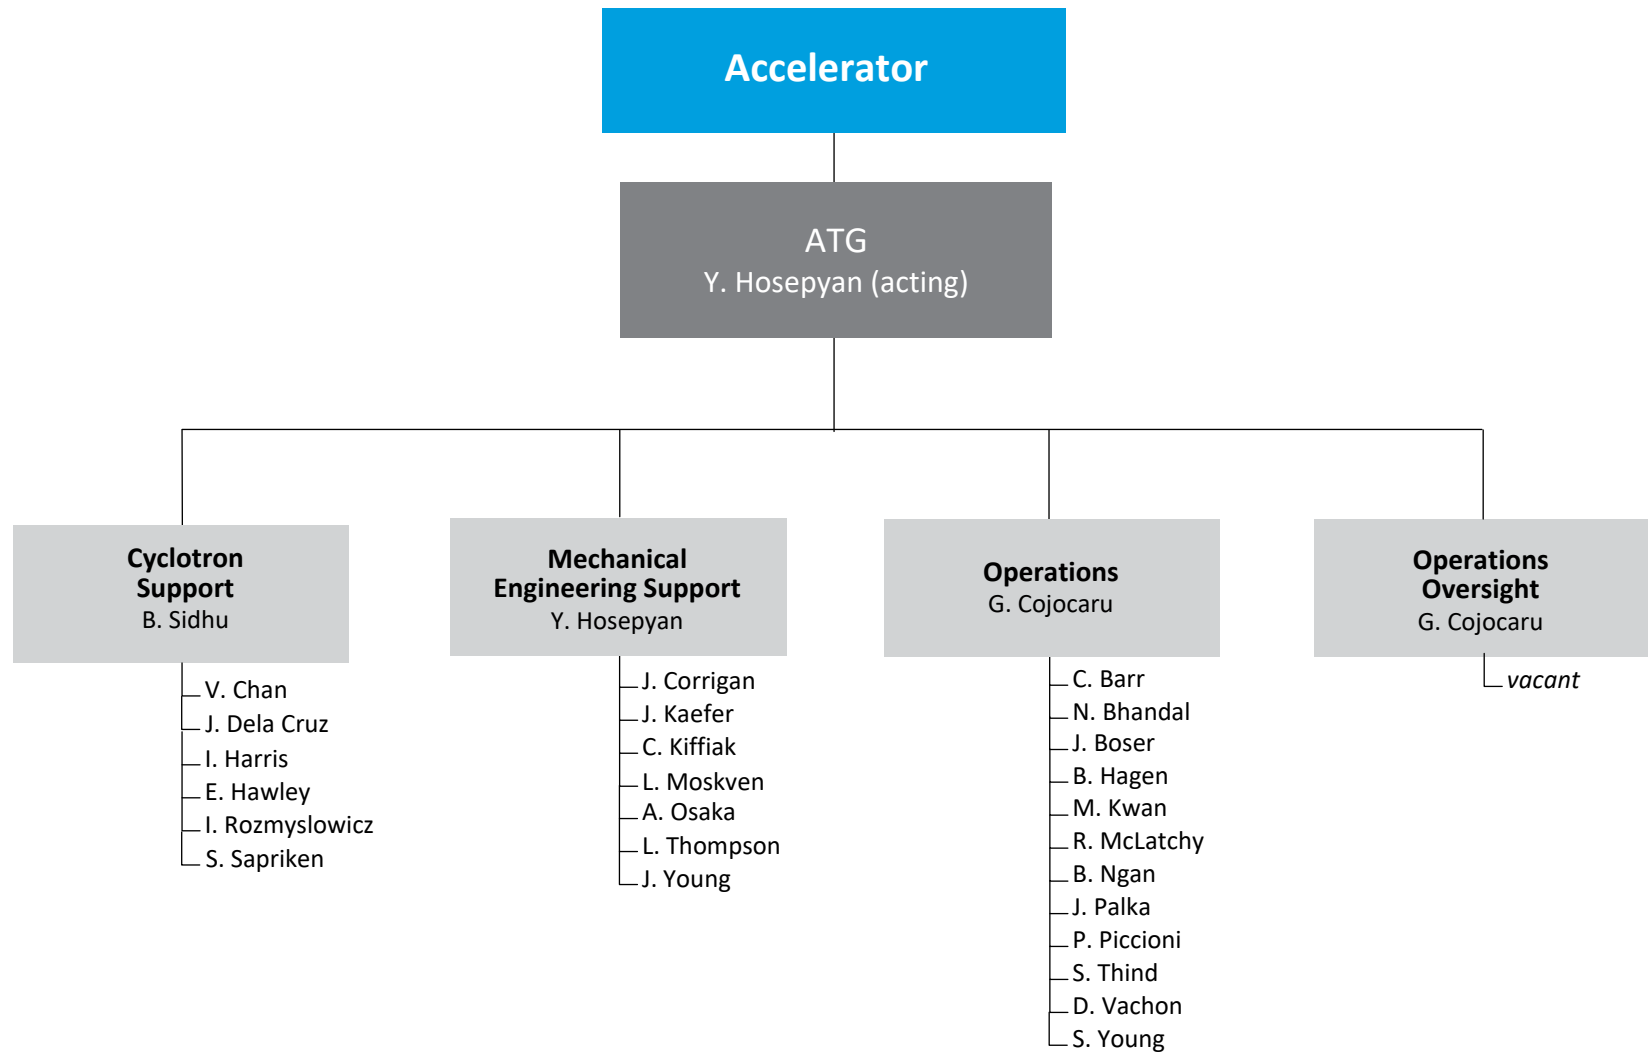 Accelerator
ATG
Y. Hosepyan (acting)
Cyclotron
Support
B. Sidhu
V. Chan
J. Dela Cruz
I. Harris
E. Hawley
I. Rozmyslowicz
S. Sapriken
Mechanical
Engineering Support
Y. Hosepyan
J. Corrigan
J. Kaefer
C. Kiffiak
L. Moskven
A. Osaka
L. Thompson
J. Young
Operations
G. Cojocaru
C. Barr
N. Bhandal
J. Boser
B. Hagen
M. Kwan
R. McLatchy
B. Ngan
J. Palka
P. Piccioni
S. Thind
D. Vachon
S. Young
Operations
Oversight
G. Cojocaru
vacant